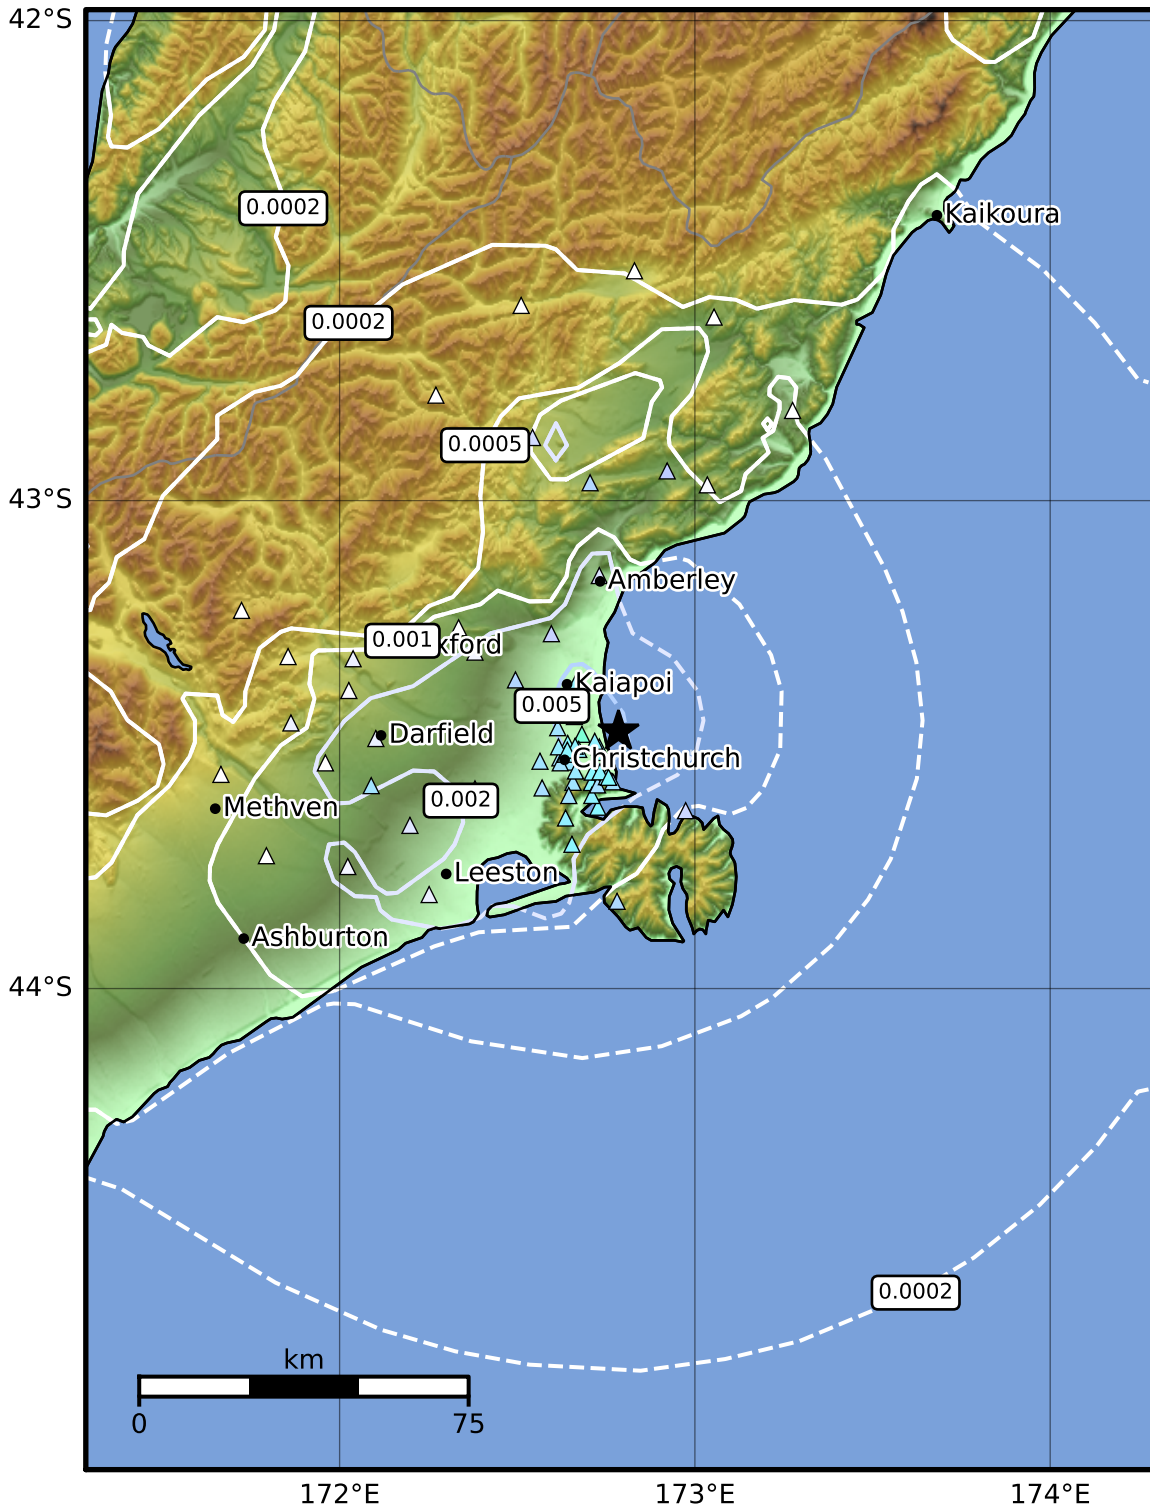 42°S
0.0002
Kaikoura
0.0002
0.0005
43°S
Amberley
0.001
xford
Kaiapoi
0.005
Darfield
Christchurch
0.002
Methven
Leeston
Ashburton
44°S
0.0002
km
0
75
172°E
173°E
174°E